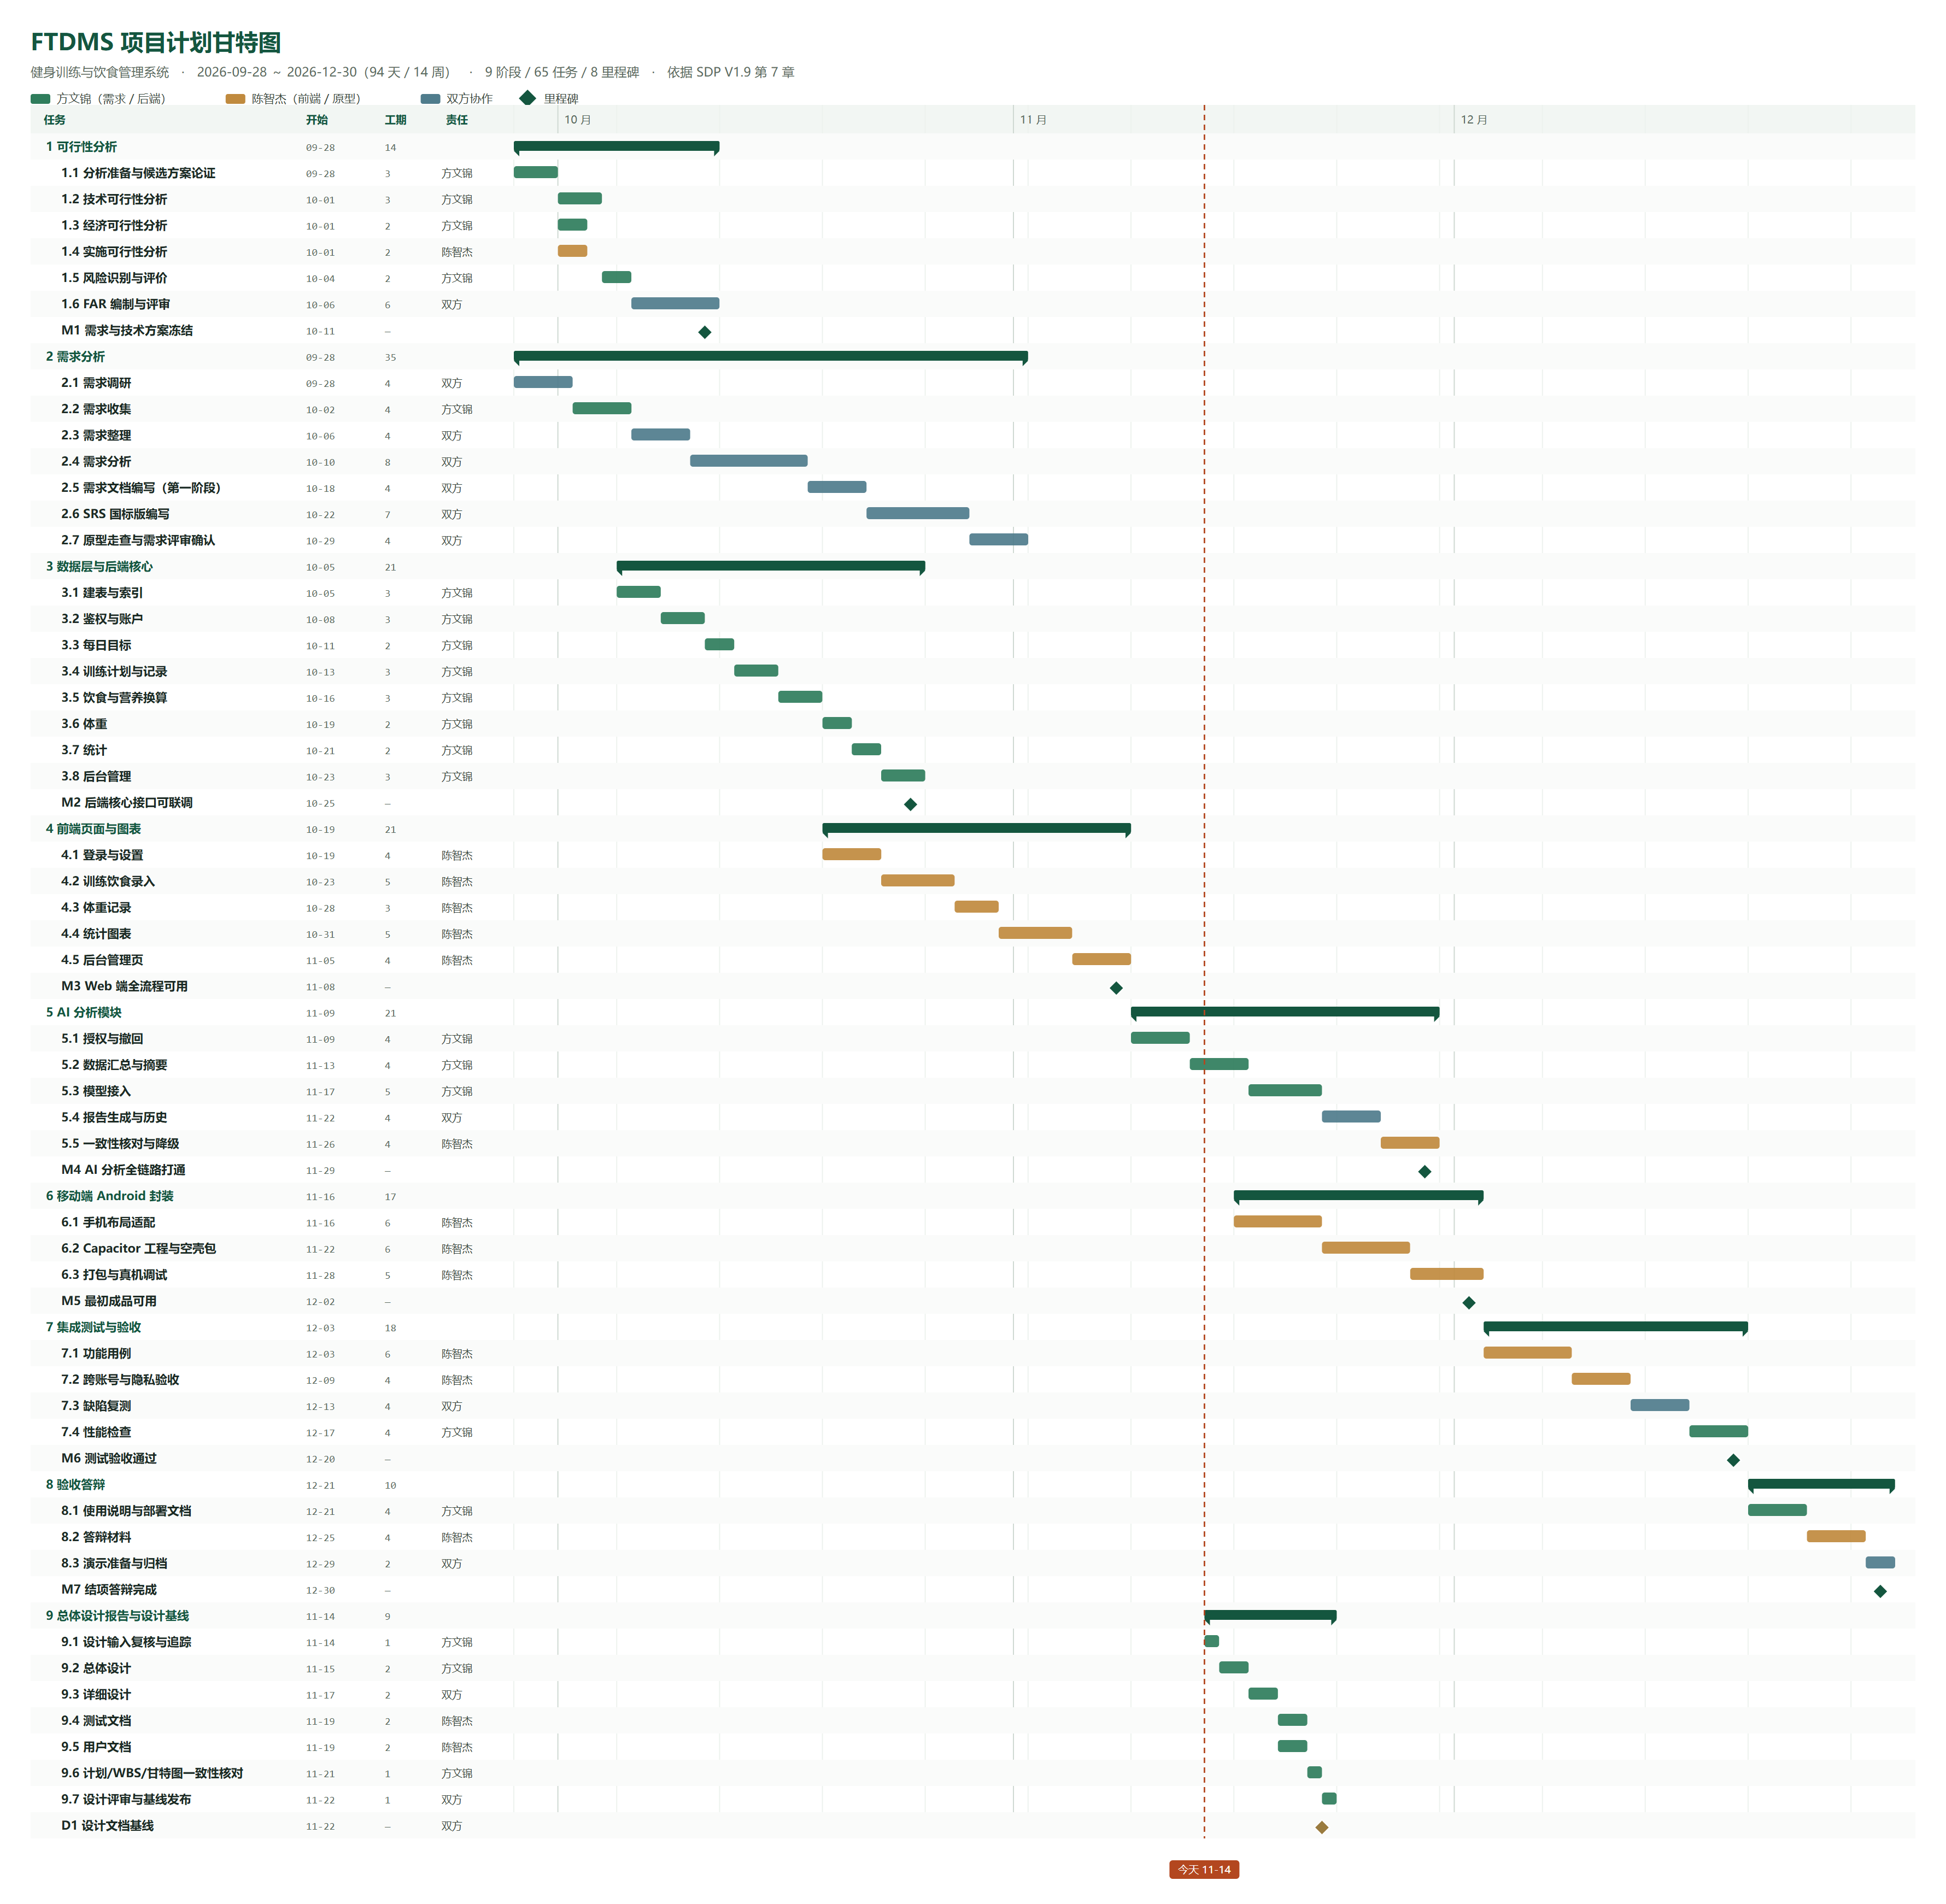 FTDMS 项目计划甘特图
健身训练与饮食管理系统 · 2026-09-28 ~ 2026-12-30（94 天 / 14 周） · 9 阶段 / 65 任务 / 8 里程碑 · 依据 SDP V1.9 第 7 章
方文锦（需求 / 后端） 陈智杰（前端 / 原型） 双方协作 里程碑
任务 开始 工期 责任 10 月 11 月 12 月
1 可行性分析 09-28 14
1.1 分析准备与候选方案论证 09-28 3 方文锦
1.2 技术可行性分析 10-01 3 方文锦
1.3 经济可行性分析 10-01 2 方文锦
1.4 实施可行性分析 10-01 2 陈智杰
1.5 风险识别与评价 10-04 2 方文锦
1.6 FAR 编制与评审 10-06 6 双方
M1 需求与技术方案冻结 10-11 —
2 需求分析 09-28 35
2.1 需求调研 09-28 4 双方
2.2 需求收集 10-02 4 方文锦
2.3 需求整理 10-06 4 双方
2.4 需求分析 10-10 8 双方
2.5 需求文档编写（第一阶段） 10-18 4 双方
2.6 SRS 国标版编写 10-22 7 双方
2.7 原型走查与需求评审确认 10-29 4 双方
3 数据层与后端核心 10-05 21
3.1 建表与索引 10-05 3 方文锦
3.2 鉴权与账户 10-08 3 方文锦
3.3 每日目标 10-11 2 方文锦
3.4 训练计划与记录 10-13 3 方文锦
3.5 饮食与营养换算 10-16 3 方文锦
3.6 体重 10-19 2 方文锦
3.7 统计 10-21 2 方文锦
3.8 后台管理 10-23 3 方文锦
M2 后端核心接口可联调 10-25 —
4 前端页面与图表 10-19 21
4.1 登录与设置 10-19 4 陈智杰
4.2 训练饮食录入 10-23 5 陈智杰
4.3 体重记录 10-28 3 陈智杰
4.4 统计图表 10-31 5 陈智杰
4.5 后台管理页 11-05 4 陈智杰
M3 Web 端全流程可用 11-08 —
5 AI 分析模块 11-09 21
5.1 授权与撤回 11-09 4 方文锦
5.2 数据汇总与摘要 11-13 4 方文锦
5.3 模型接入 11-17 5 方文锦
5.4 报告生成与历史 11-22 4 双方
5.5 一致性核对与降级 11-26 4 陈智杰
M4 AI 分析全链路打通 11-29 —
6 移动端 Android 封装 11-16 17
6.1 手机布局适配 11-16 6 陈智杰
6.2 Capacitor 工程与空壳包 11-22 6 陈智杰
6.3 打包与真机调试 11-28 5 陈智杰
M5 最初成品可用 12-02 —
7 集成测试与验收 12-03 18
7.1 功能用例 12-03 6 陈智杰
7.2 跨账号与隐私验收 12-09 4 陈智杰
7.3 缺陷复测 12-13 4 双方
7.4 性能检查 12-17 4 方文锦
M6 测试验收通过 12-20 —
8 验收答辩 12-21 10
8.1 使用说明与部署文档 12-21 4 方文锦
8.2 答辩材料 12-25 4 陈智杰
8.3 演示准备与归档 12-29 2 双方
M7 结项答辩完成 12-30 —
9 总体设计报告与设计基线 11-14 9
9.1 设计输入复核与追踪 11-14 1 方文锦
9.2 总体设计 11-15 2 方文锦
9.3 详细设计 11-17 2 双方
9.4 测试文档 11-19 2 陈智杰
9.5 用户文档 11-19 2 陈智杰
9.6 计划/WBS/甘特图一致性核对 11-21 1 方文锦
9.7 设计评审与基线发布 11-22 1 双方
D1 设计文档基线 11-22 — 双方
今天 11-14